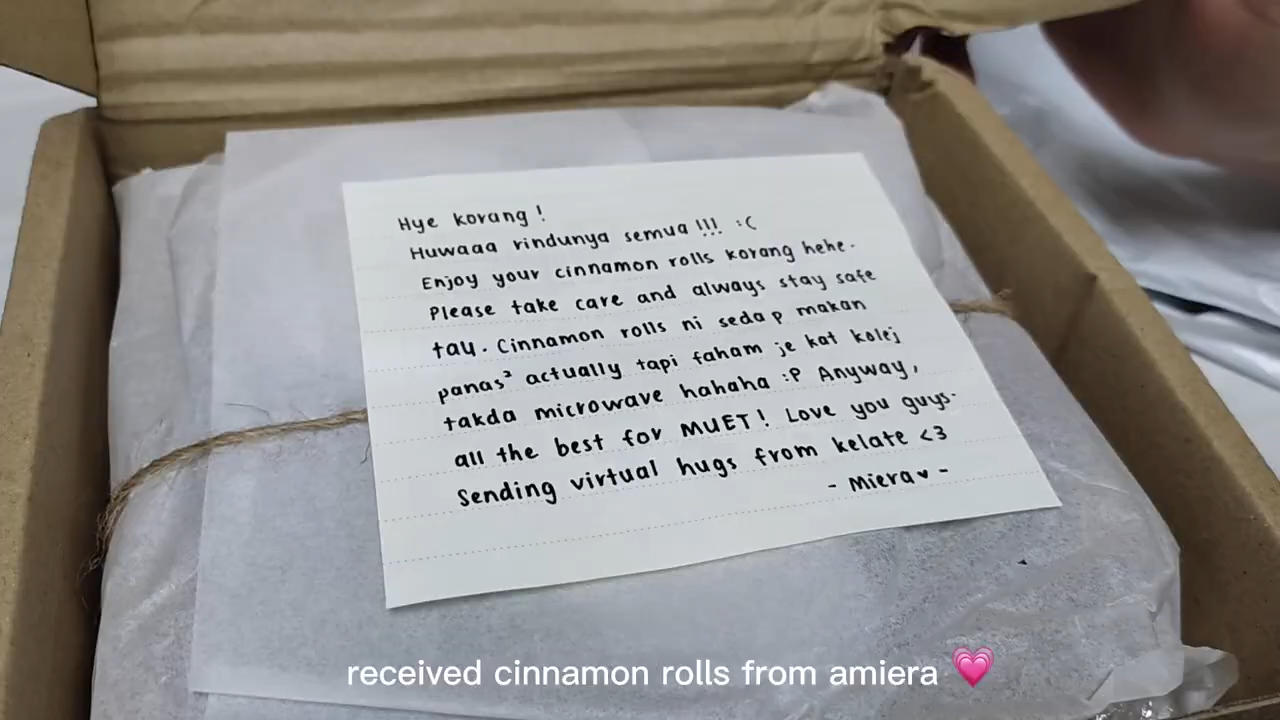 Hye korang !
Huwaaa rindunya semua !!! :(
Enjoy your cinnamon rolls korang hehe.
Please take care and always stay safe
tau. Cinnamon rolls ni sedap makan
panas² actually tapi faham je kat kolej
takda microwave hahaha :P Anyway,
all the best for MUET! Love you guys.
Sending virtual hugs from kelate <3
- Miera♥ -
received cinnamon rolls from amiera 💗